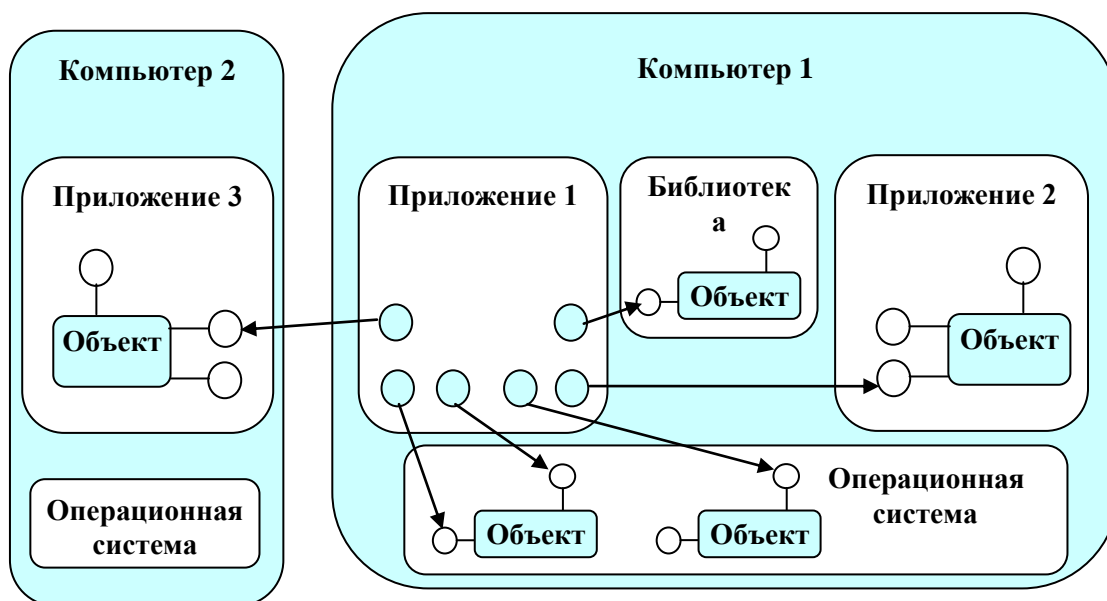 Компьютер 2
Приложение 3
Объект
Операционная
система
Компьютер 1
Приложение 1
Библиотек
а
Объект
Приложение 2
Объект
Операционная
система
Объект
Объект